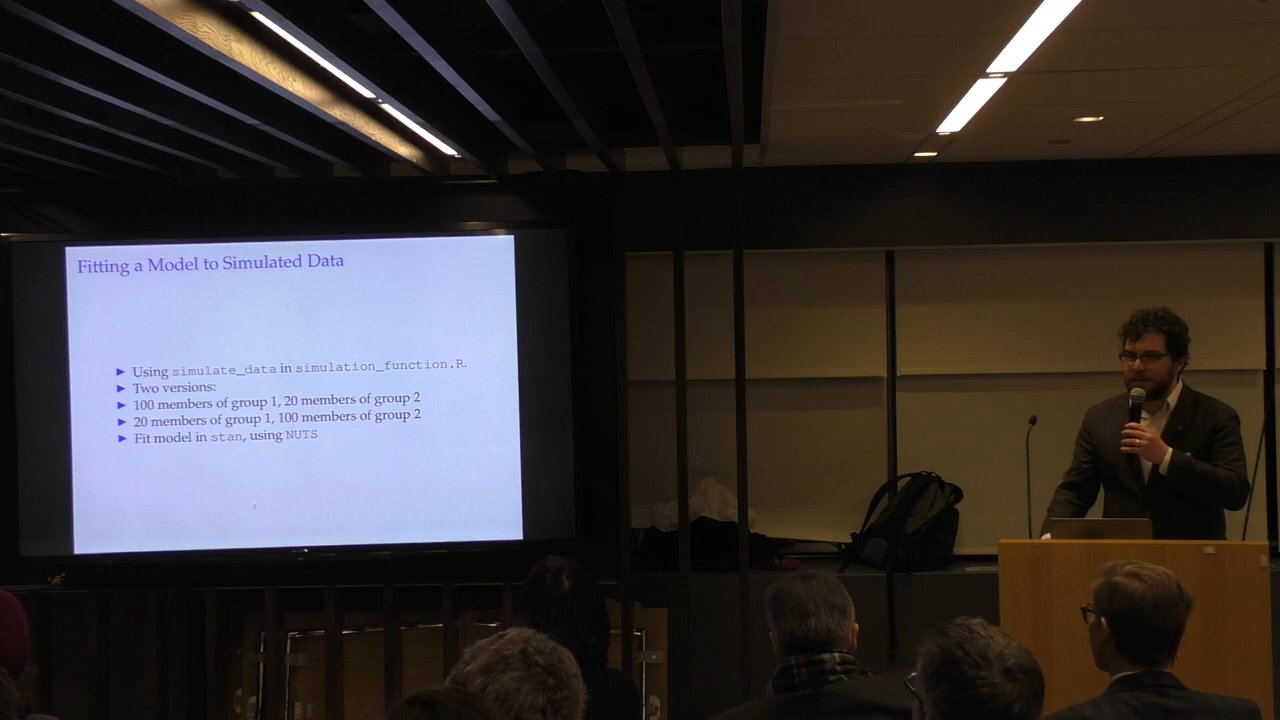 Fitting a Model to Simulated Data
▶ Using simulate_data in simulation_function.R.
▶ Two versions:
▶ 100 members of group 1, 20 members of group 2
▶ 20 members of group 1, 100 members of group 2
▶ Fit model in stan, using NUTS